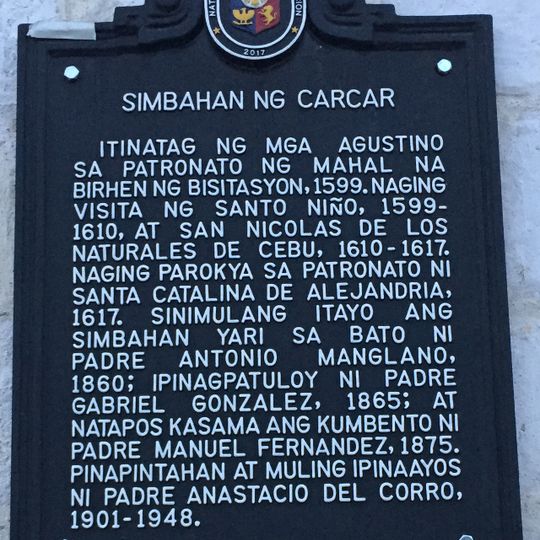 2017
SIMBAHAN NG CARCAR
ITINATAG NG MGA AGUSTINO
SA PATRONATO NG MAHAL NA
BIRHEN NG BISITASYON, 1599. NAGING
VISITA NG SANTO NIÑO, 1599-
1610, AT SAN NICOLAS DE LOS
NATURALES DE CEBU, 1610-1617.
NAGING PAROKYA SA PATRONATO NI
SANTA CATALINA DE ALEJANDRIA,
1617. SINIMULANG ITAYO ANG
SIMBAHAN YARI SA BATO NI
PADRE ANTONIO MANGLANO,
1860; IPINAGPATULOY NI PADRE
GABRIEL GONZALEZ, 1865; AT
NATAPOS KASAMA ANG KUMBENTO NI
PADRE MANUEL FERNANDEZ, 1875.
PINAPINTAHAN AT MULING IPINAAYOS
NI PADRE ANASTACIO DEL CORRO,
1901-1948.